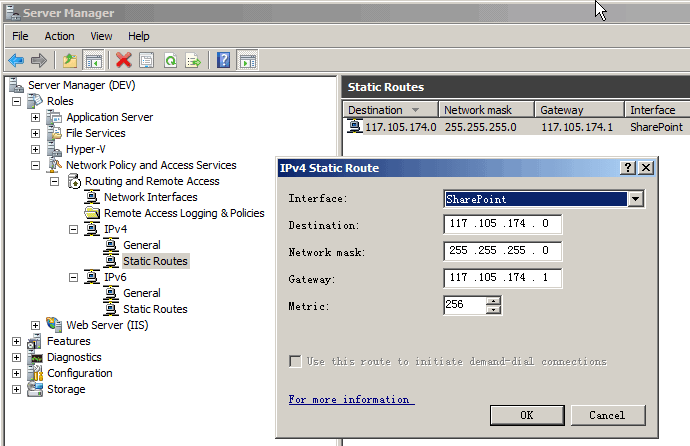 Server Manager
File Action View Help
Server Manager (DEV)
Roles
Application Server
File Services
Hyper-V
Network Policy and Access Services
Routing and Remote Access
Network Interfaces
Remote Access Logging & Policies
IPv4
General
Static Routes
IPv6
General
Static Routes
Web Server (IIS)
Features
Diagnostics
Configuration
Storage
Static Routes
Destination Network mask Gateway Interface
117.105.174.0 255.255.255.0 117.105.174.1 SharePoint
IPv4 Static Route
Interface: SharePoint
Destination: 117 .105 .174 . 0
Network mask: 255 .255 .255 . 0
Gateway: 117 .105 .174 . 1
Metric: 256
Use this route to initiate demand-dial connections
For more information
OK Cancel